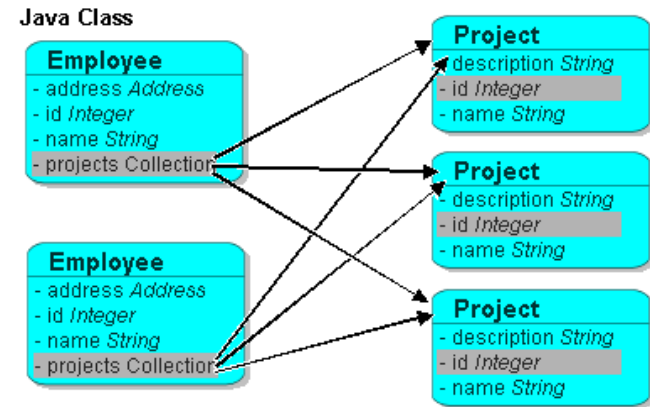 Java Class
Employee
- address Address
- id Integer
- name String
- projects Collection
Employee
- address Address
- id Integer
- name String
- projects Collection
Project
- description String
- id Integer
- name String
Project
- description String
- id Integer
- name String
Project
- description String
- id Integer
- name String